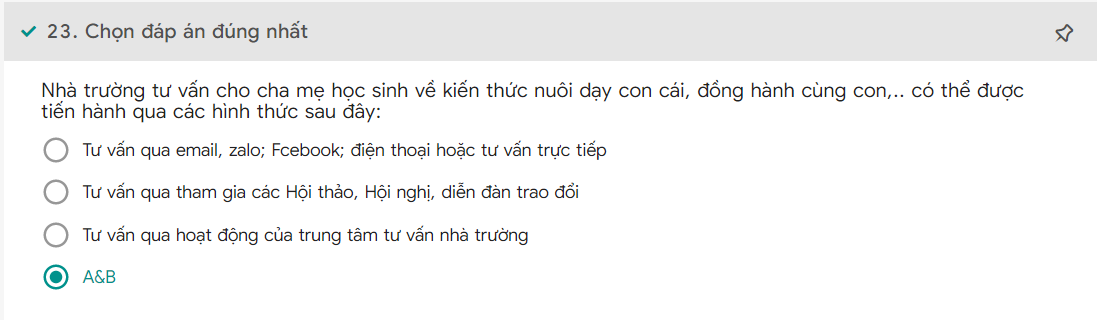 23. Chọn đáp án đúng nhất
Nhà trường tư vấn cho cha mẹ học sinh về kiến thức nuôi dạy con cái, đồng hành cùng con,.. có thể được
tiến hành qua các hình thức sau đây:
Tư vấn qua email, zalo; Fcebook; điện thoại hoặc tư vấn trực tiếp
Tư vấn qua tham gia các Hội thảo, Hội nghị, diễn đàn trao đổi
Tư vấn qua hoạt động của trung tâm tư vấn nhà trường
A&B